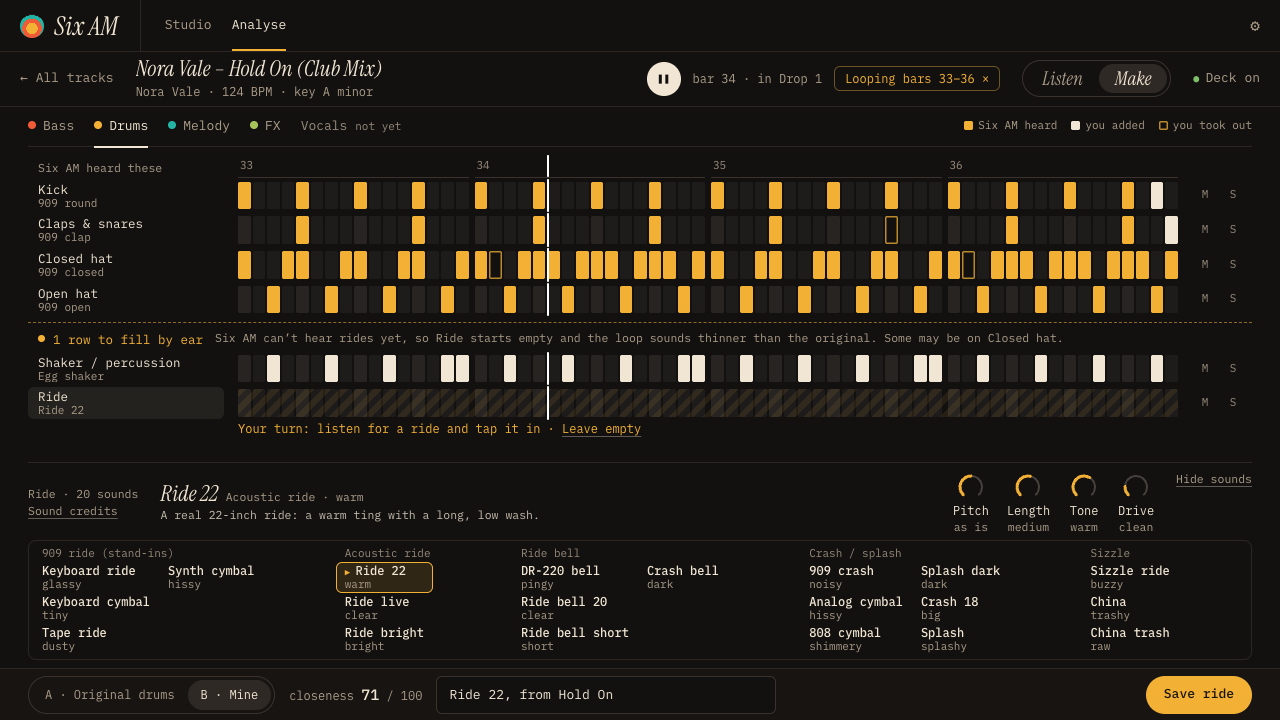 Six AM
Studio
Analyse
⚙
← All tracks
Nora Vale – Hold On (Club Mix)
Nora Vale · 124 BPM · key A minor
bar 34 · in Drop 1
Looping bars 33–36 ×
Listen
Make
Deck on
Bass
Drums
Melody
FX
Vocals not yet
Six AM heard
you added
you took out
Six AM heard these
33
34
35
36
Kick
909 round
M S
Claps & snares
909 clap
M S
Closed hat
909 closed
M S
Open hat
909 open
M S
1 row to fill by ear
Six AM can't hear rides yet, so Ride starts empty and the loop sounds thinner than the original. Some may be on Closed hat.
Shaker / percussion
Egg shaker
M S
Ride
Ride 22
M S
Your turn: listen for a ride and tap it in · Leave empty
Ride · 20 sounds
Sound credits
Ride 22 Acoustic ride · warm
A real 22-inch ride: a warm ting with a long, low wash.
Pitch
as is
Length
medium
Tone
warm
Drive
clean
Hide sounds
909 ride (stand-ins)
Keyboard ride
glassy
Synth cymbal
hissy
Keyboard cymbal
tiny
Tape ride
dusty
Acoustic ride
▶ Ride 22
warm
Ride live
clear
Ride bright
bright
Ride bell
DR-220 bell
pingy
Crash bell
dark
Ride bell 20
clear
Ride bell short
short
Crash / splash
909 crash
noisy
Splash dark
dark
Analog cymbal
hissy
Crash 18
big
808 cymbal
shimmery
Splash
splashy
Sizzle
Sizzle ride
buzzy
China
trashy
China trash
raw
A · Original drums
B · Mine
closeness 71 / 100
Ride 22, from Hold On
Save ride